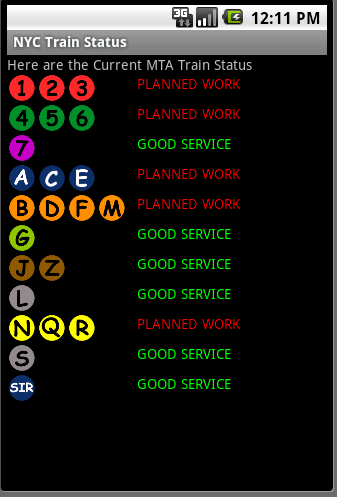 3G 12:11 PM
NYC Train Status
Here are the Current MTA Train Status
1 2 3 PLANNED WORK
4 5 6 PLANNED WORK
7 GOOD SERVICE
A C E PLANNED WORK
B D F M PLANNED WORK
G GOOD SERVICE
J Z GOOD SERVICE
L GOOD SERVICE
N Q R PLANNED WORK
S GOOD SERVICE
SIR GOOD SERVICE